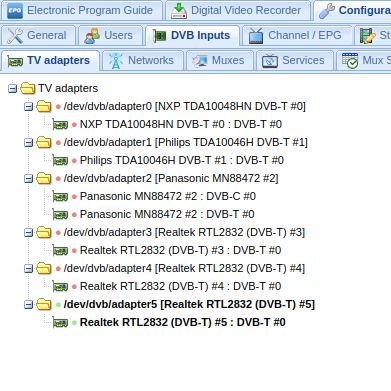 EPG Electronic Program Guide Digital Video Recorder Configura
General Users DVB Inputs Channel / EPG St
TV adapters Networks Muxes Services Mux S
TV adapters
/dev/dvb/adapter0 [NXP TDA10048HN DVB-T #0]
NXP TDA10048HN DVB-T #0 : DVB-T #0
/dev/dvb/adapter1 [Philips TDA10046H DVB-T #1]
Philips TDA10046H DVB-T #1 : DVB-T #0
/dev/dvb/adapter2 [Panasonic MN88472 #2]
Panasonic MN88472 #2 : DVB-C #0
Panasonic MN88472 #2 : DVB-T #0
/dev/dvb/adapter3 [Realtek RTL2832 (DVB-T) #3]
Realtek RTL2832 (DVB-T) #3 : DVB-T #0
/dev/dvb/adapter4 [Realtek RTL2832 (DVB-T) #4]
Realtek RTL2832 (DVB-T) #4 : DVB-T #0
/dev/dvb/adapter5 [Realtek RTL2832 (DVB-T) #5]
Realtek RTL2832 (DVB-T) #5 : DVB-T #0